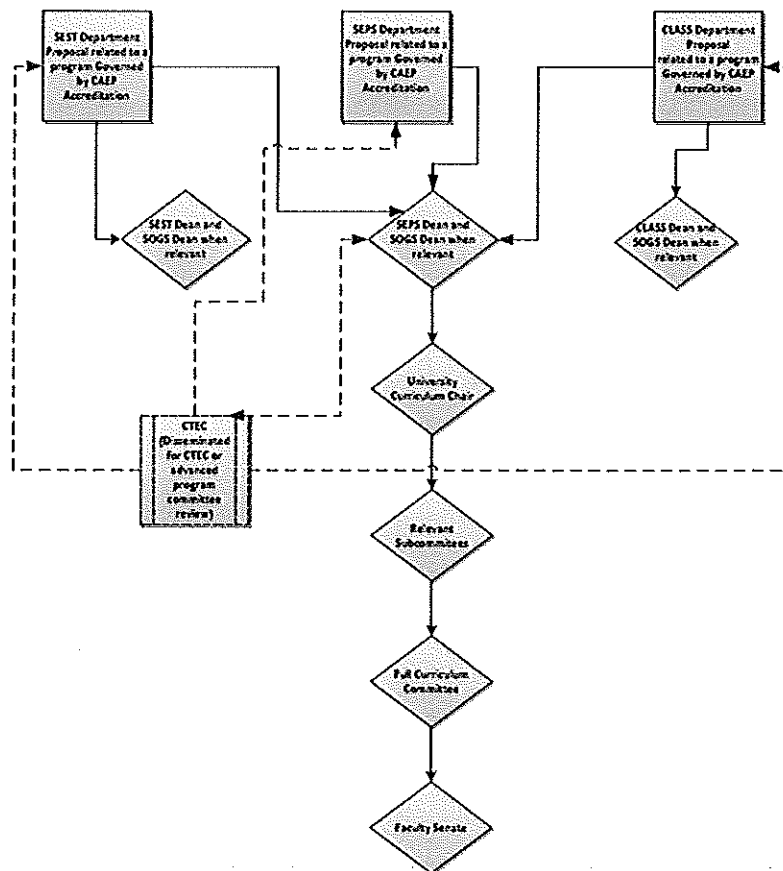 SEST Department
Proposal related to a
program Governed
by CAEP
Accreditation
SEPS Department
Proposal related to a
program Governed
by CAEP
Accreditation
CLASS Department
Proposal
related to a program
Governed by CAEP
Accreditation
SEST Dean and
SOGS Dean when
relevant
SEPS Dean and
SOGS Dean when
relevant
CLASS Dean and
SOGS Dean when
relevant
University
Curriculum Chair
CTEC
(Disseminated
for CTEC or
advanced
program
committee
review)
Relevant
Subcommittees
Full Curriculum
Committee
Faculty Senate